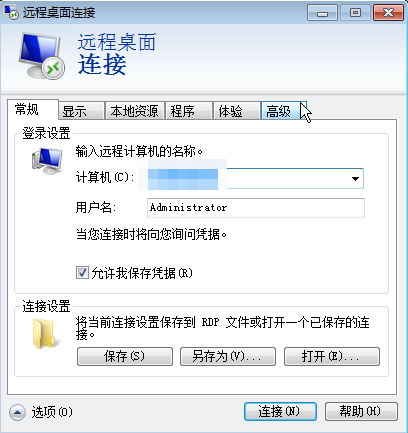 远程桌面连接
远程桌面
连接
常规 显示 本地资源 程序 体验 高级
登录设置
输入远程计算机的名称。
计算机(C):
用户名: Administrator
当您连接时将向您询问凭据。
允许我保存凭据(R)
连接设置
将当前连接设置保存到 RDP 文件或打开一个已保存的连
接。
保存(S) 另存为(V)... 打开(E)...
选项(O) 连接(N) 帮助(H)